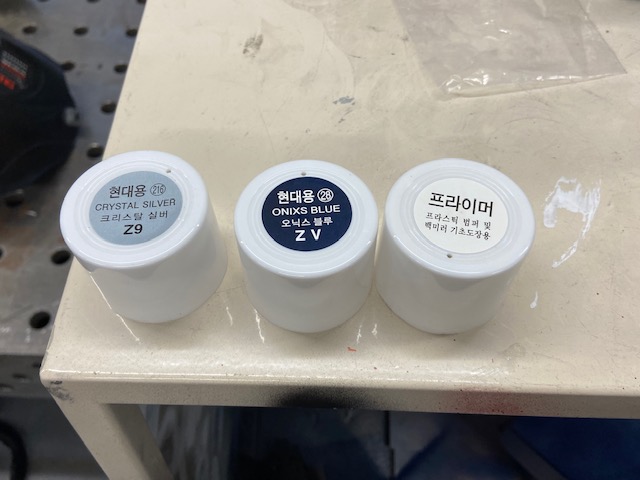 현대용 216
CRYSTAL SILVER
크리스탈 실버
Z9
현대용 28
ONIXS BLUE
오닉스 블루
Z V
프라이머
프라스틱 범퍼 및
백미러 기초도장용